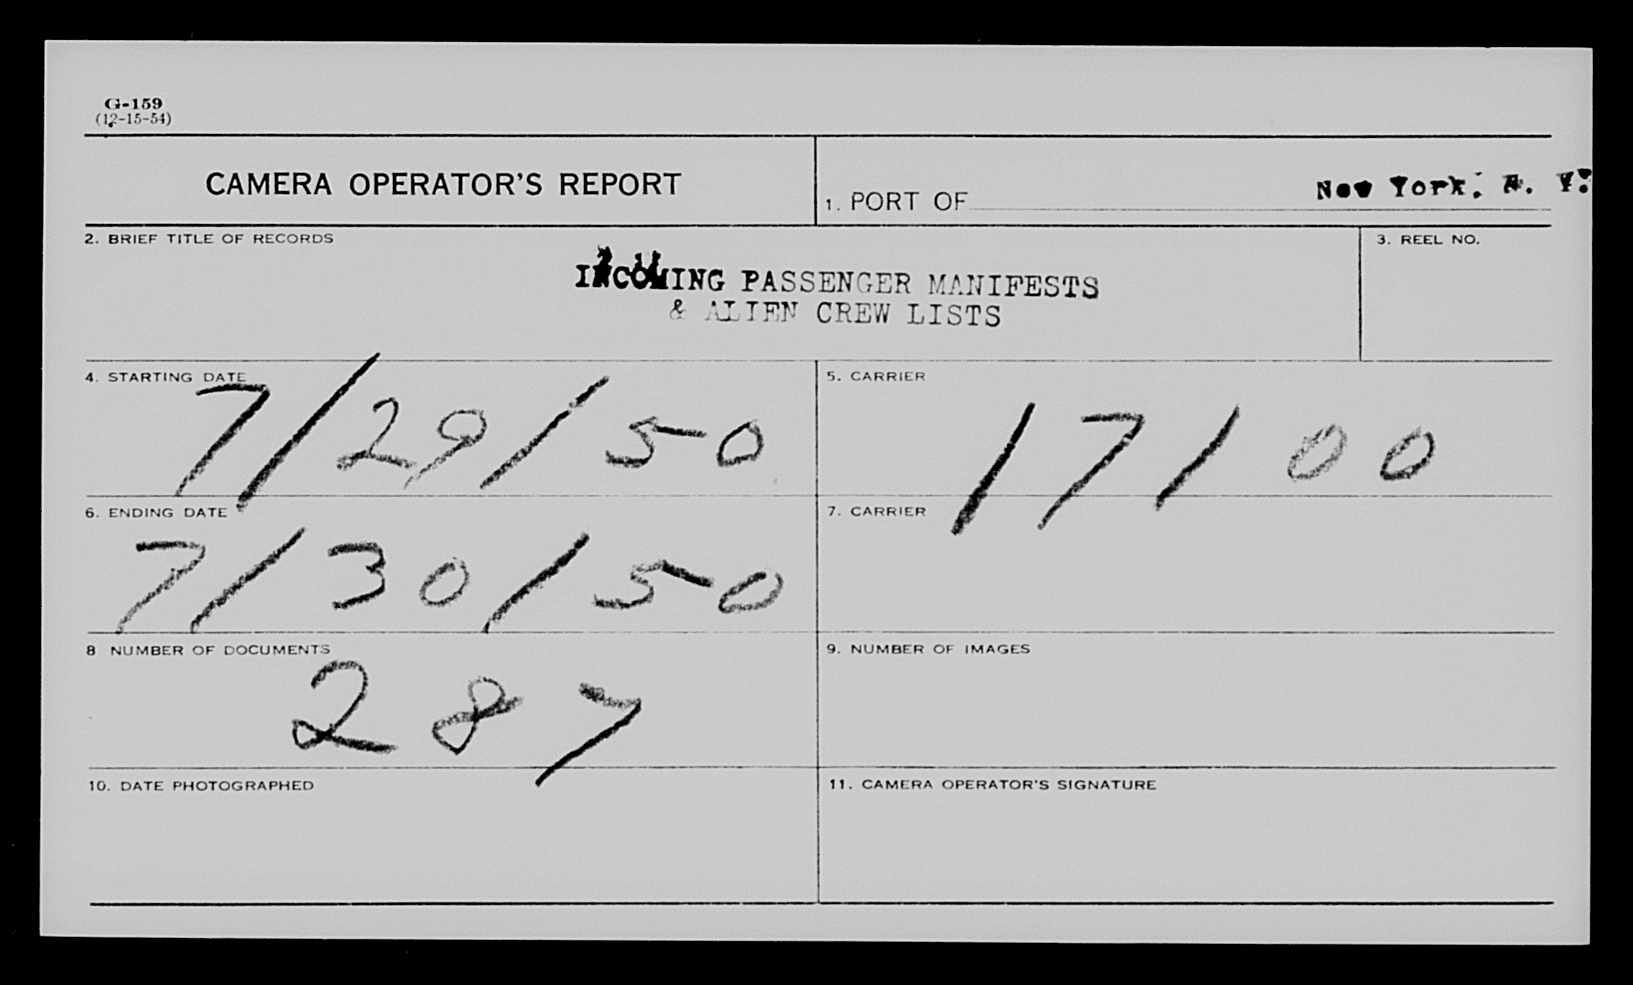 G-159
(12-15-54)
CAMERA OPERATOR'S REPORT
1. PORT OF New York, N. Y.
2. BRIEF TITLE OF RECORDS
INCOMING PASSENGER MANIFESTS
& ALIEN CREW LISTS
3. REEL NO.
4. STARTING DATE
7/29/50
5. CARRIER
17100
6. ENDING DATE
7/30/50
7. CARRIER
8 NUMBER OF DOCUMENTS
287
9. NUMBER OF IMAGES
10. DATE PHOTOGRAPHED
11. CAMERA OPERATOR'S SIGNATURE